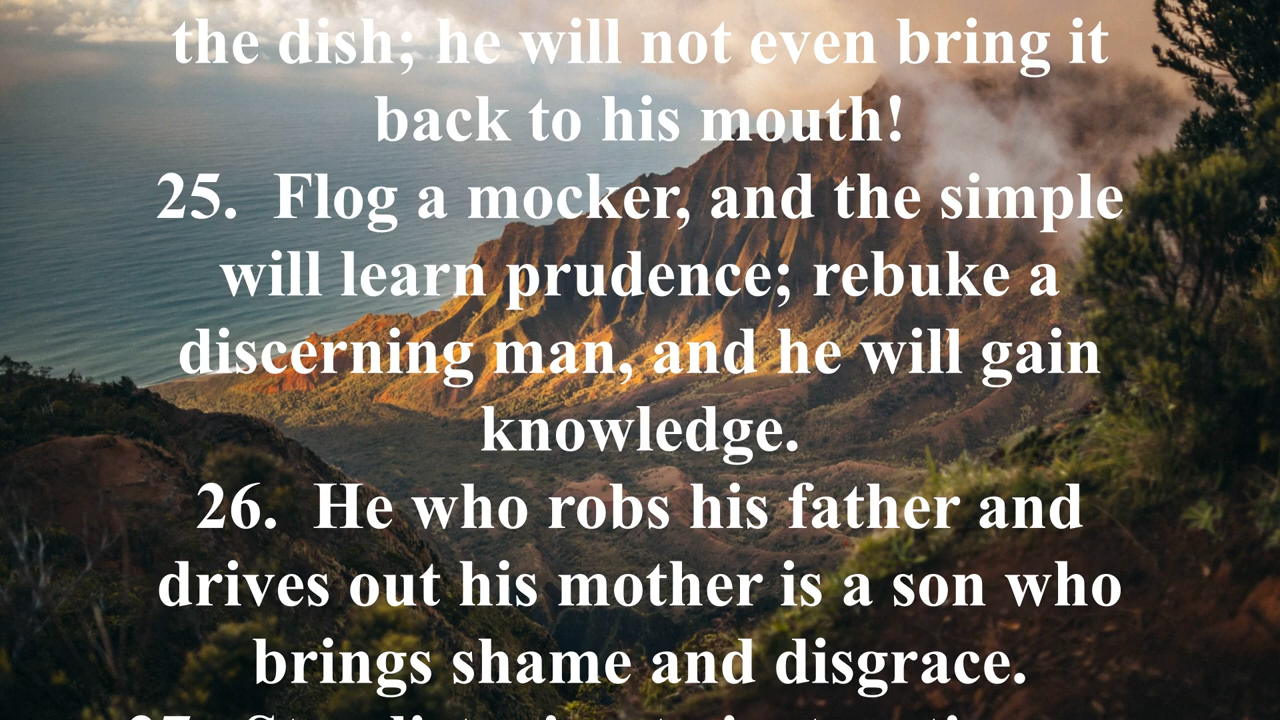 the dish; he will not even bring it
back to his mouth!
25.  Flog a mocker, and the simple
will learn prudence; rebuke a
discerning man, and he will gain
knowledge.
26.  He who robs his father and
drives out his mother is a son who
brings shame and disgrace.